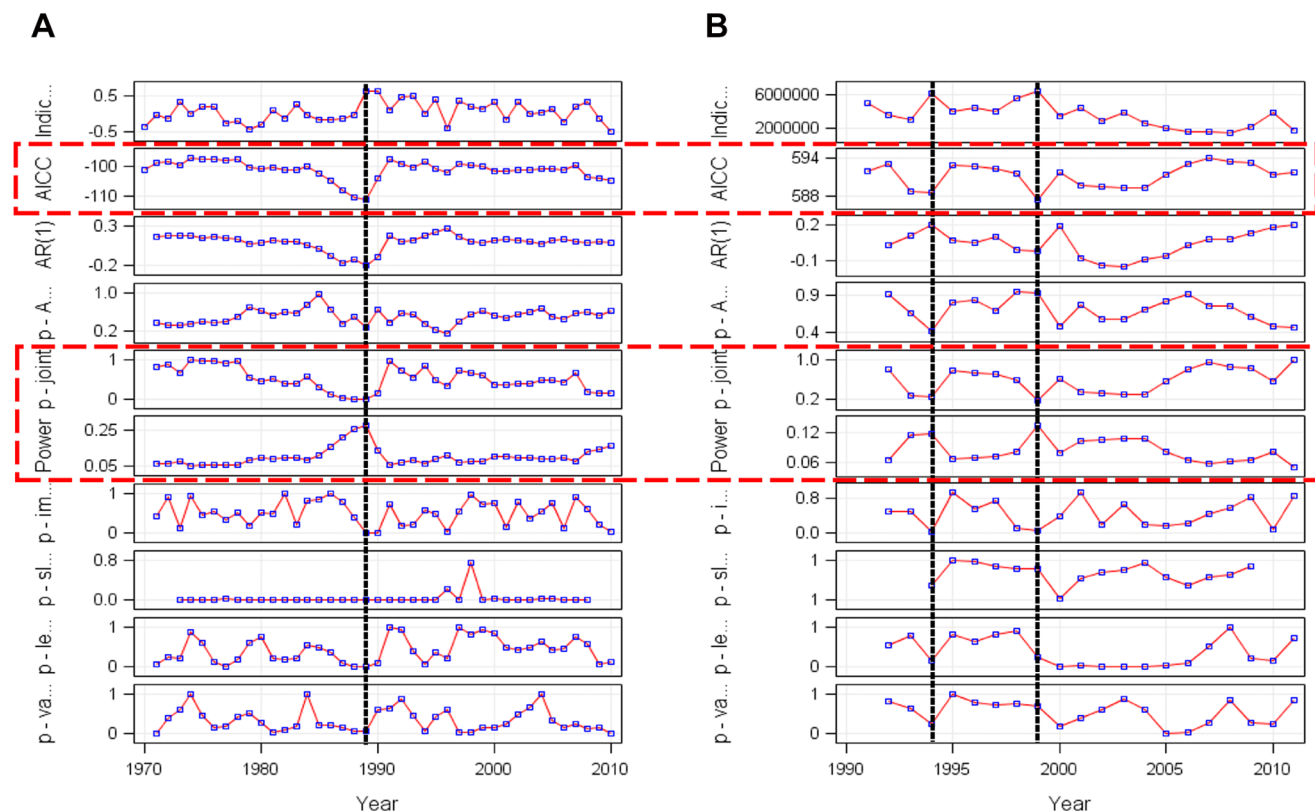 A
B
Indic...
0.5
-0.5
AICC
-100
-110
AR(1)
0.3
-0.2
p - A...
1.0
0.2
p - joint
1
0
Power
0.25
0.05
p - im...
1
0
p - sl...
0.8
0.0
p - le...
1
0
p - va...
1
0
1970
1980
1990
2000
2010
Year
Indic...
6000000
2000000
AICC
594
588
AR(1)
0.2
-0.1
p - A...
0.9
0.4
p - joint
1.0
0.2
Power
0.12
0.06
p - i...
0.8
0.0
p - sl...
1
1
p - le...
1
0
p - va...
1
0
1990
1995
2000
2005
2010
Year